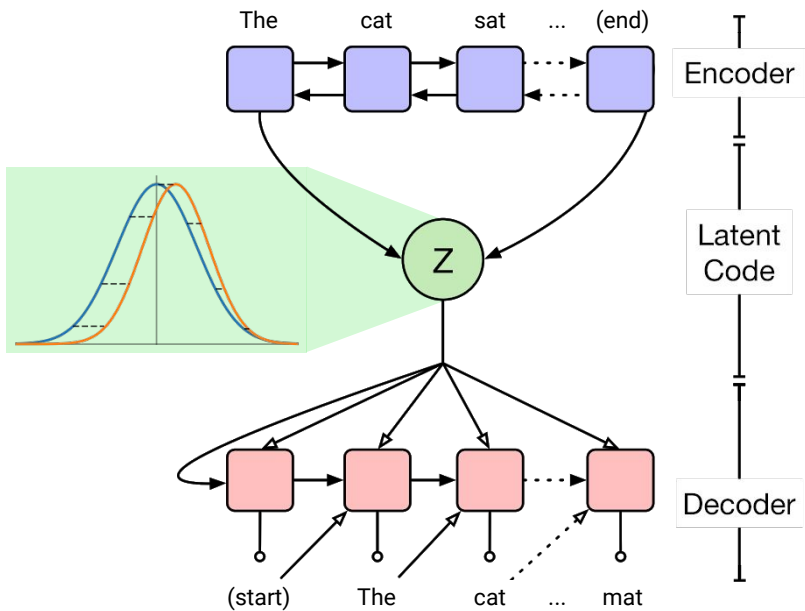 The cat sat ... (end)
Encoder
Z
Latent
Code
Decoder
(start) The cat ... mat